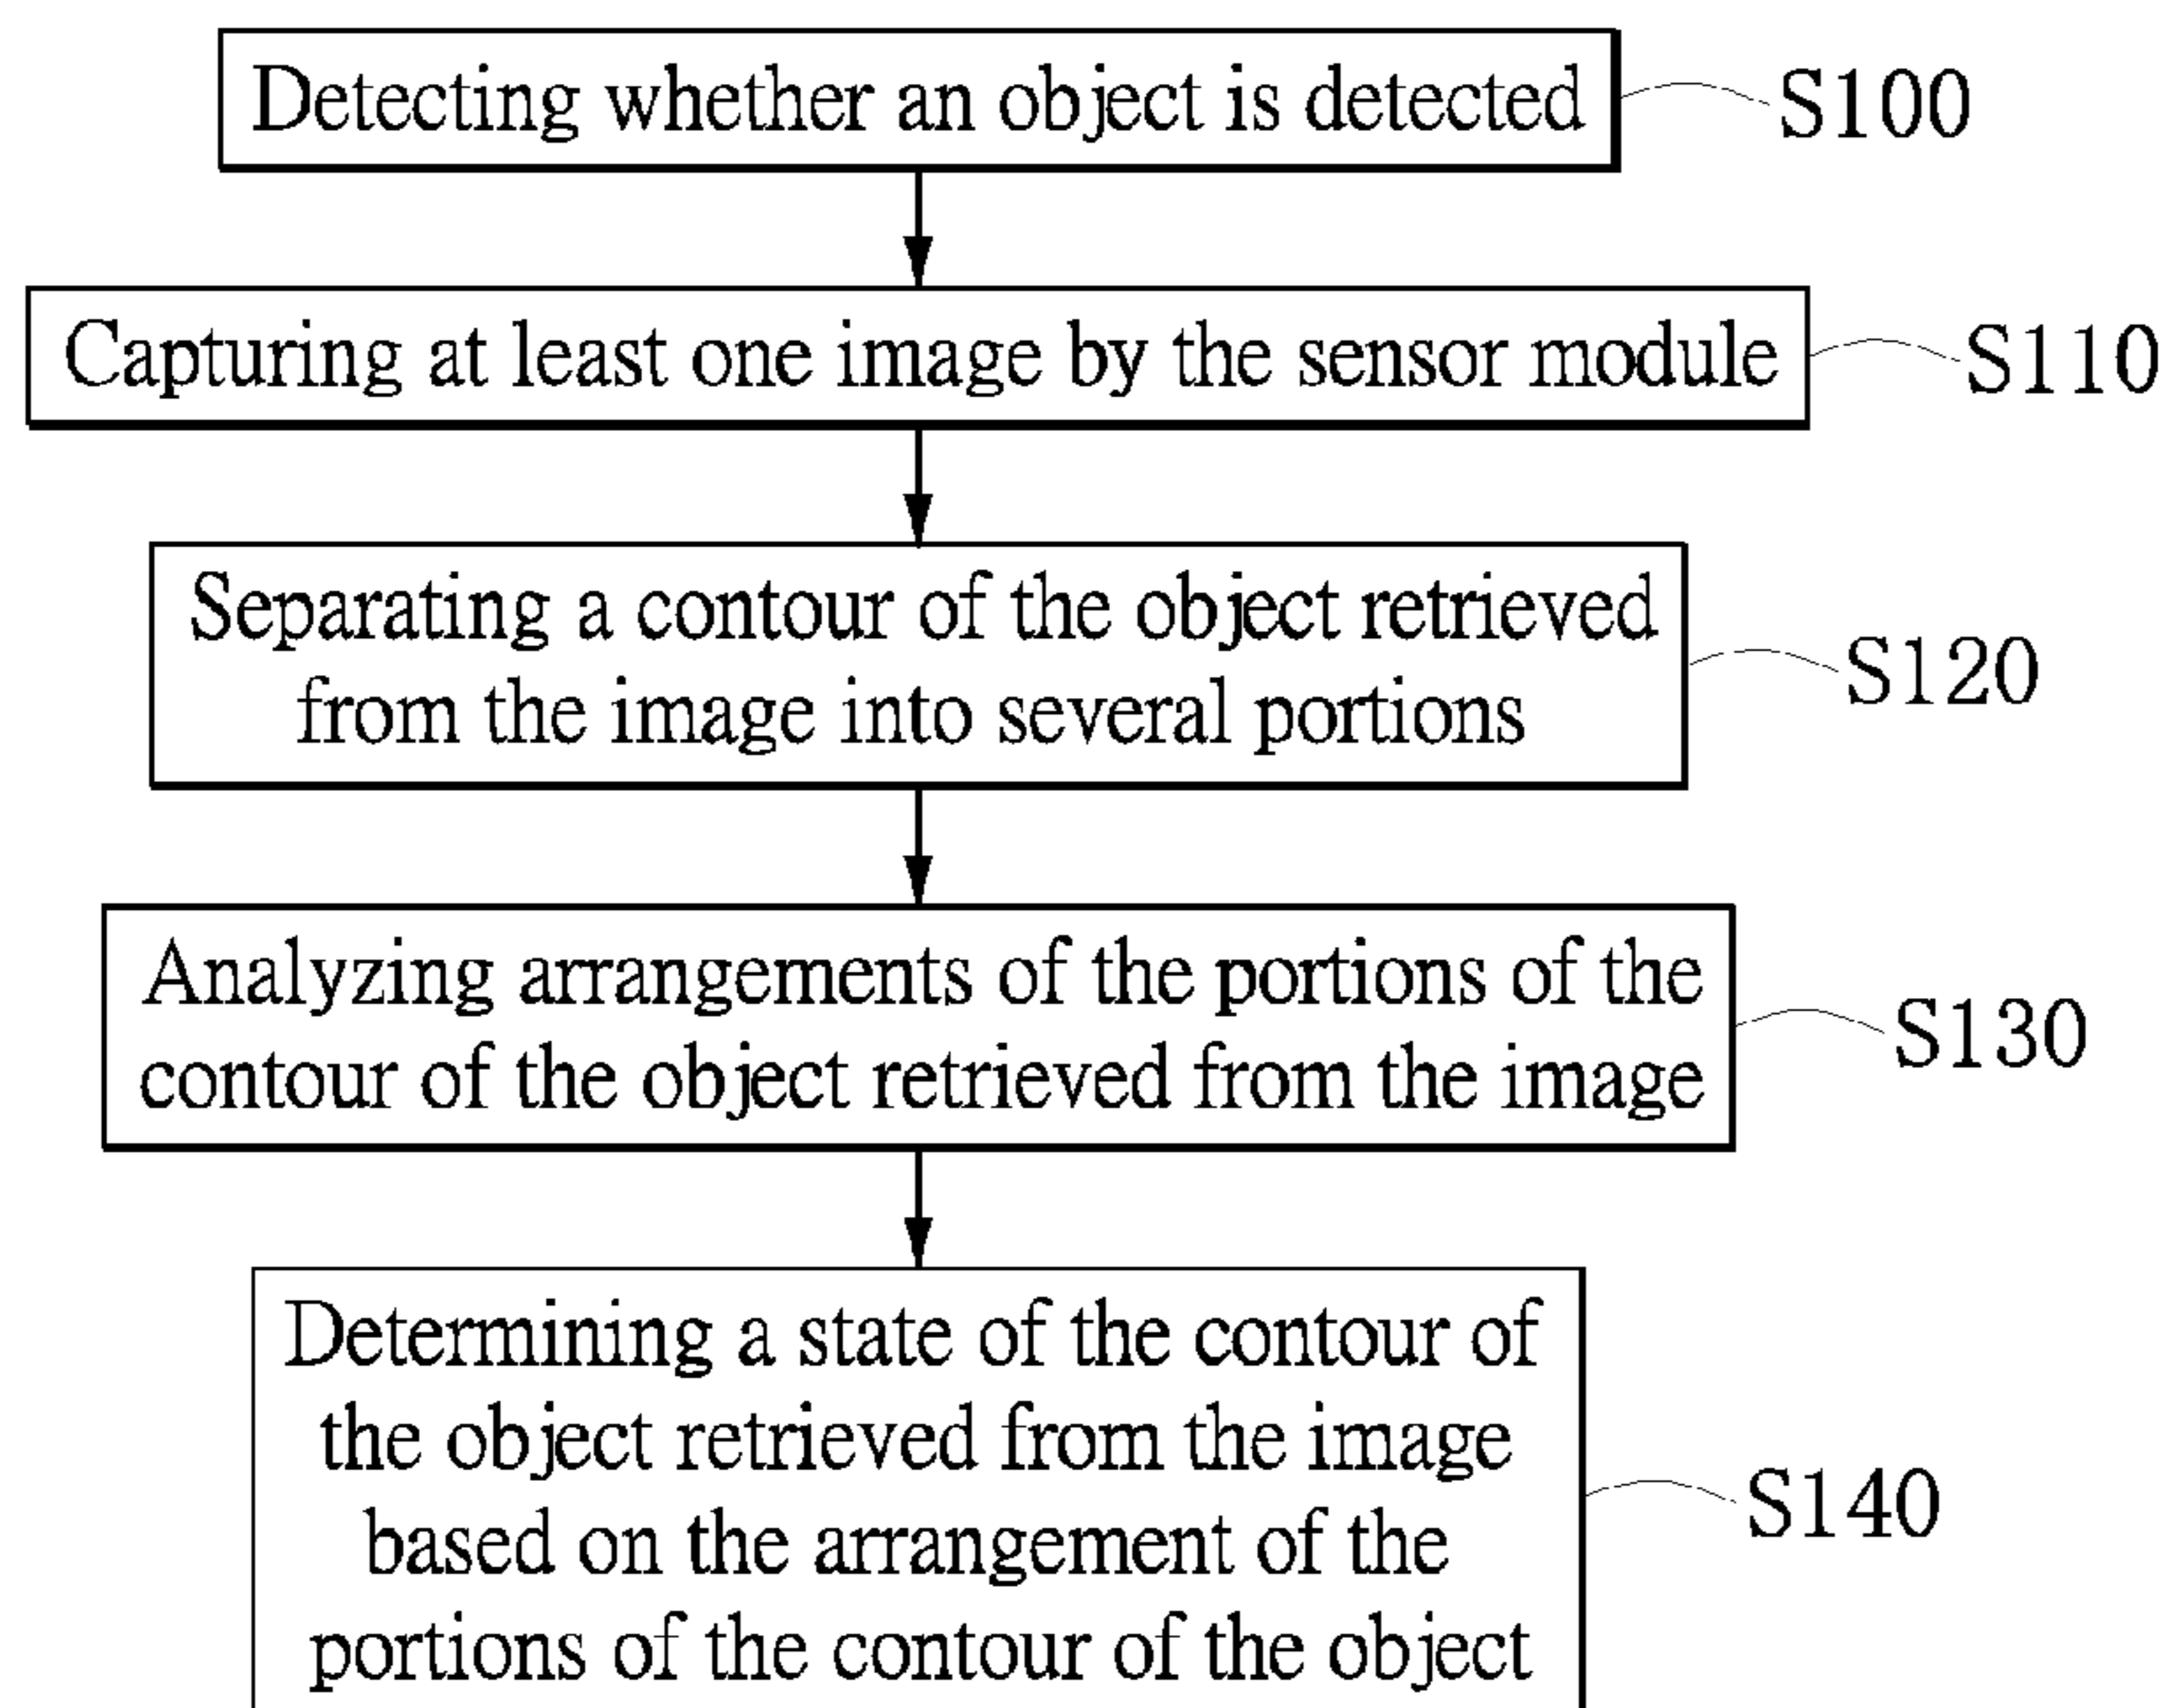 Detecting whether an object is detected
S100
Capturing at least one image by the sensor module
S110
Separating a contour of the object retrieved
from the image into several portions
S120
Analyzing arrangements of the portions of the
contour of the object retrieved from the image
S130
Determining a state of the contour of
the object retrieved from the image
based on the arrangement of the
portions of the contour of the object
S140